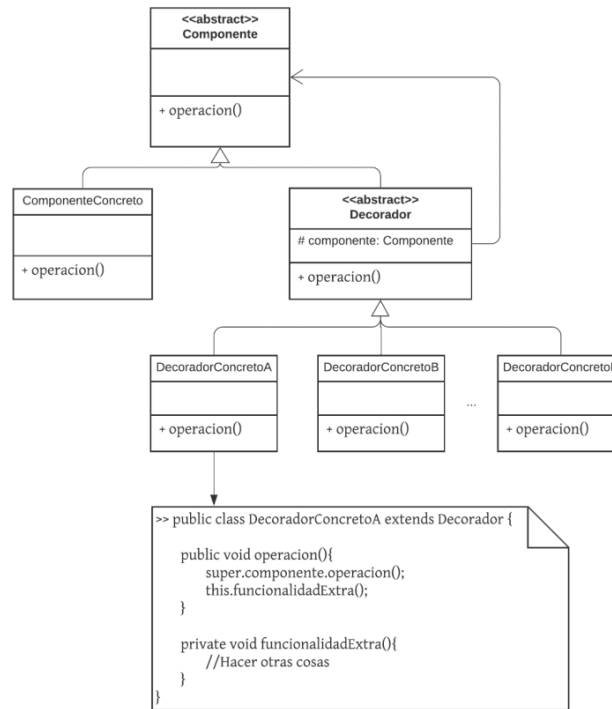 <<abstract>>
Componente
+ operacion()
ComponenteConcreto
+ operacion()
<<abstract>>
Decorador
# componente: Componente
+ operacion()
DecoradorConcretoA
+ operacion()
DecoradorConcretoB
+ operacion()
...
+ operacion()
>> public class DecoradorConcretoA extends Decorador {
public void operacion(){
super.componente.operacion();
this.funcionalidadExtra();
}
private void funcionalidadExtra(){
//Hacer otras cosas
}
}